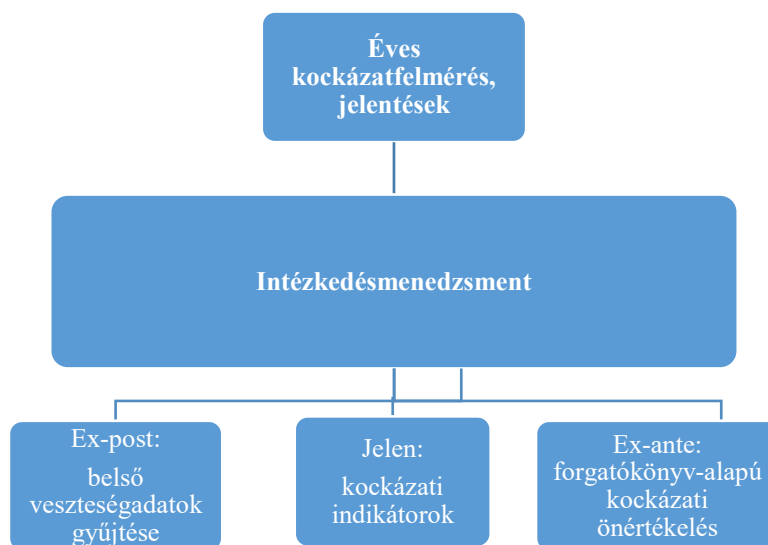 Éves
kockázatfelmérés,
jelentések
Intézkedésmenedzsment
Ex-post:
belső
veszteségadatok
gyűjtése
Jelen:
kockázati
indikátorok
Ex-ante:
forgatókönyv-alapú
kockázati
önértékelés